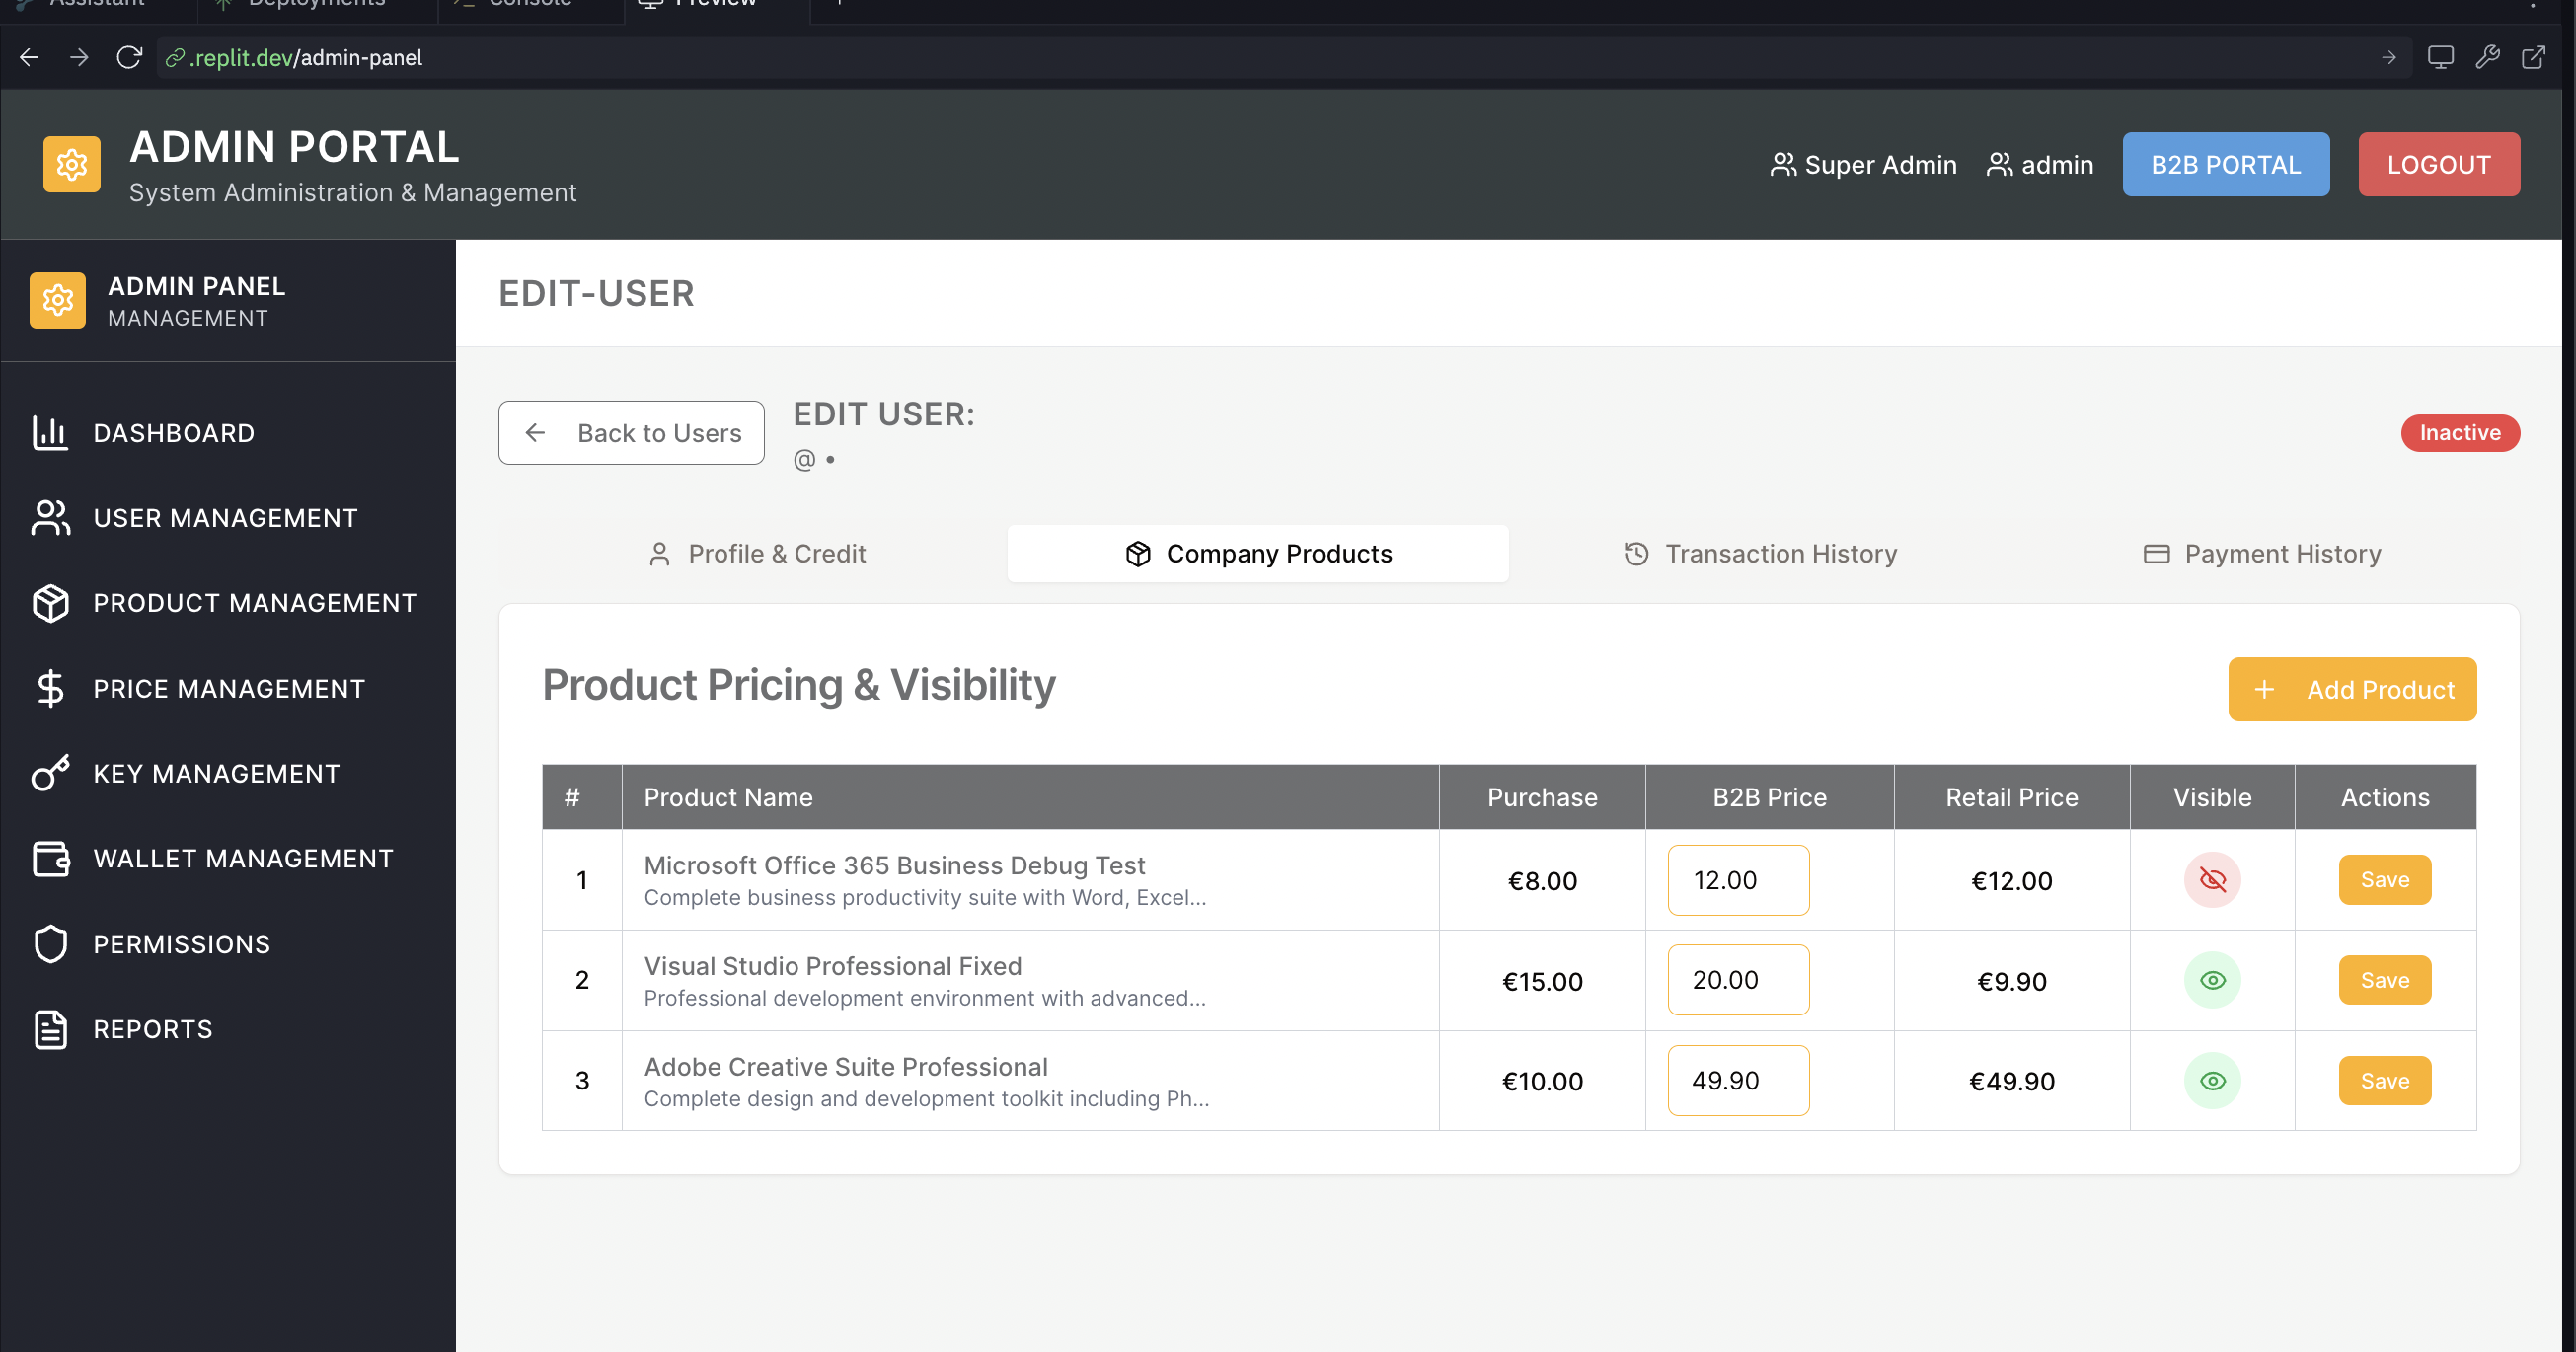 Assistant
Deployments
Console
Preview
.replit.dev/admin-panel
ADMIN PORTAL
System Administration & Management
Super Admin
admin
B2B PORTAL
LOGOUT
ADMIN PANEL
MANAGEMENT
DASHBOARD
USER MANAGEMENT
PRODUCT MANAGEMENT
PRICE MANAGEMENT
KEY MANAGEMENT
WALLET MANAGEMENT
PERMISSIONS
REPORTS
EDIT-USER
Back to Users
EDIT USER:
@ •
Inactive
Profile & Credit
Company Products
Transaction History
Payment History
Product Pricing & Visibility
+ Add Product
# Product Name Purchase B2B Price Retail Price Visible Actions
1 Microsoft Office 365 Business Debug Test €8.00 12.00 €12.00 Save
Complete business productivity suite with Word, Excel...
2 Visual Studio Professional Fixed €15.00 20.00 €9.90 Save
Professional development environment with advanced...
3 Adobe Creative Suite Professional €10.00 49.90 €49.90 Save
Complete design and development toolkit including Ph...